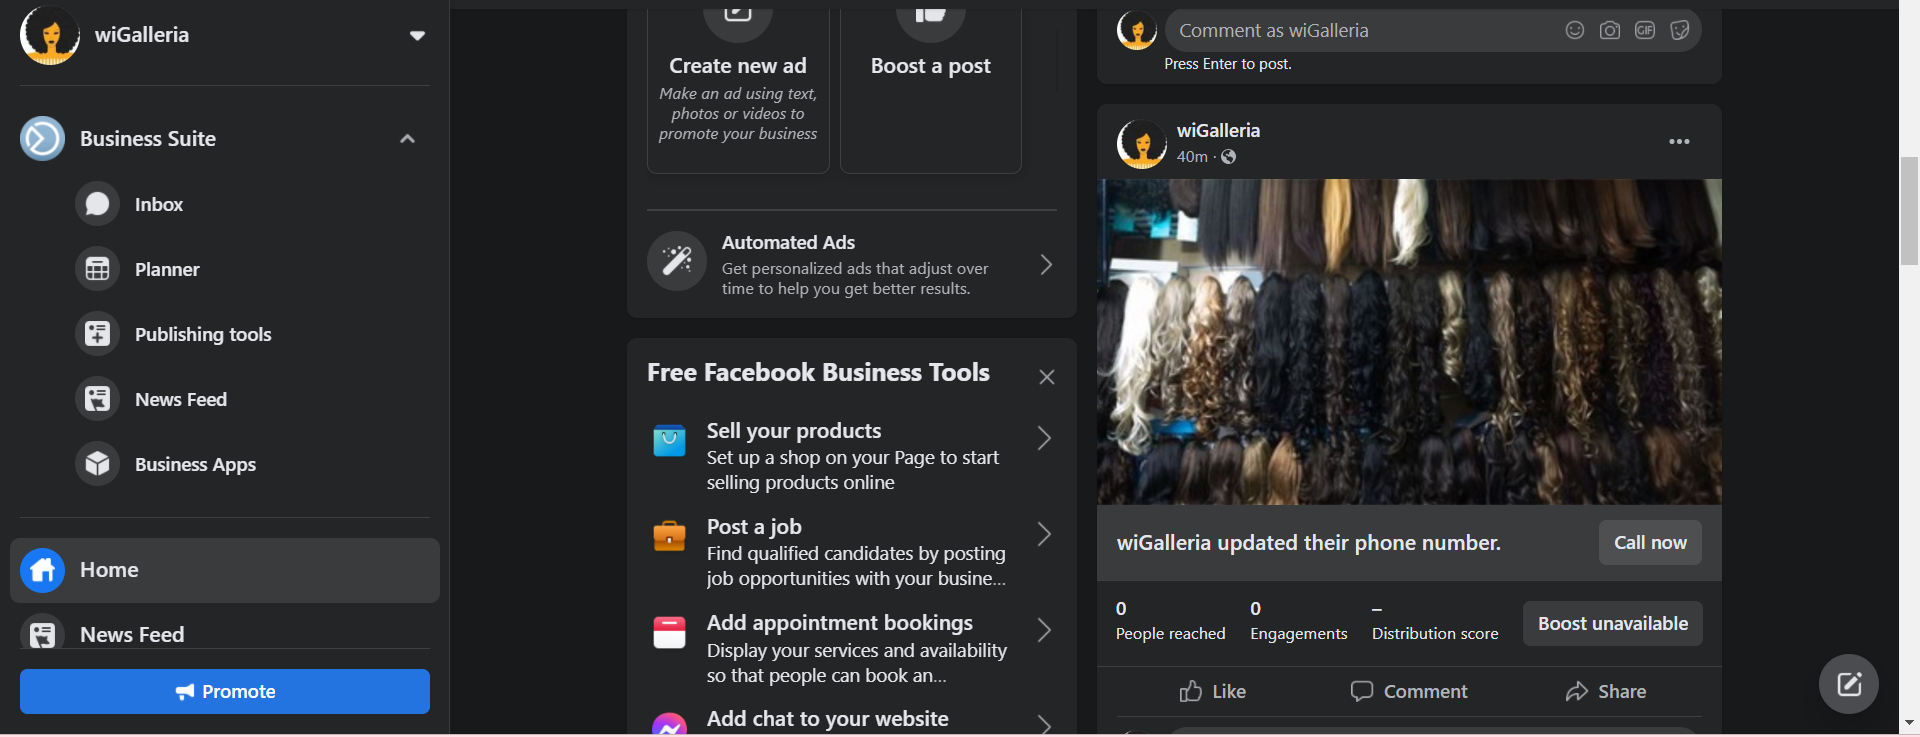 wiGalleria
Business Suite
Inbox
Planner
Publishing tools
News Feed
Business Apps
Home
News Feed
Promote
Create new ad
Make an ad using text,
photos or videos to
promote your business
Boost a post
Automated Ads
Get personalized ads that adjust over
time to help you get better results.
Free Facebook Business Tools
Sell your products
Set up a shop on your Page to start
selling products online
Post a job
Find qualified candidates by posting
job opportunities with your busine...
Add appointment bookings
Display your services and availability
so that people can book an...
Add chat to your website
Comment as wiGalleria
GIF
Press Enter to post.
wiGalleria
40m ·
wiGalleria updated their phone number.
Call now
0
People reached
0
Engagements
–
Distribution score
Boost unavailable
Like
Comment
Share